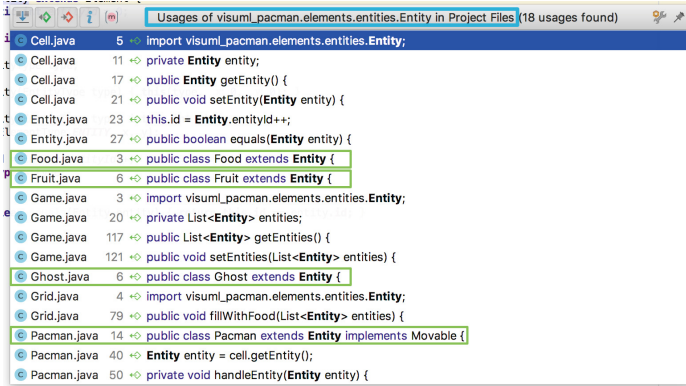 Usages of visuml_pacman.elements.entities.Entity in Project Files (18 usages found)
Cell.java 5 import visuml_pacman.elements.entities.Entity;
Cell.java 11 private Entity entity;
Cell.java 17 public Entity getEntity() {
Cell.java 21 public void setEntity(Entity entity) {
Entity.java 23 this.id = Entity.entityId++;
Entity.java 27 public boolean equals(Entity entity) {
Food.java 3 public class Food extends Entity {
Fruit.java 6 public class Fruit extends Entity {
Game.java 3 import visuml_pacman.elements.entities.Entity;
Game.java 20 private List<Entity> entities;
Game.java 117 public List<Entity> getEntities() {
Game.java 121 public void setEntities(List<Entity> entities) {
Ghost.java 6 public class Ghost extends Entity {
Grid.java 4 import visuml_pacman.elements.entities.Entity;
Grid.java 79 public void fillWithFood(List<Entity> entities) {
Pacman.java 14 public class Pacman extends Entity implements Movable {
Pacman.java 40 Entity entity = cell.getEntity();
Pacman.java 50 private void handleEntity(Entity entity) {